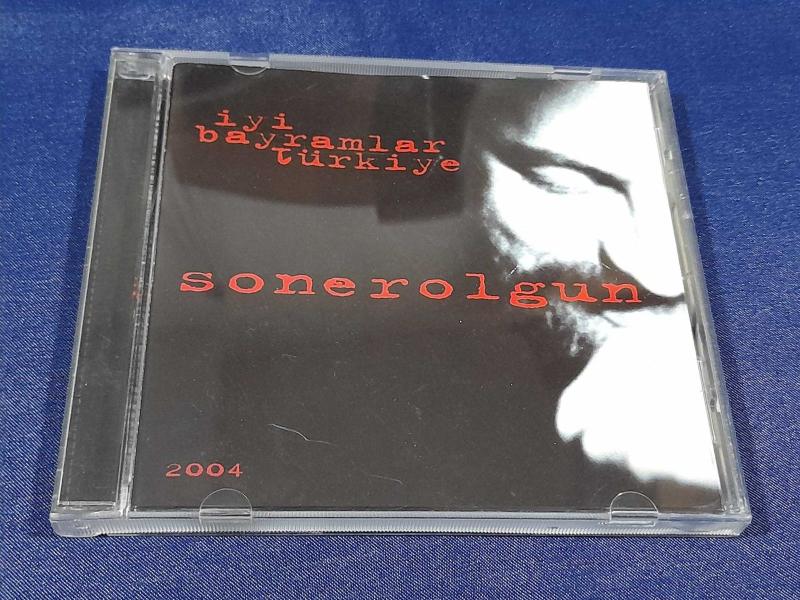 iyi
bayramlar
türkiye
sonerolgun
2004